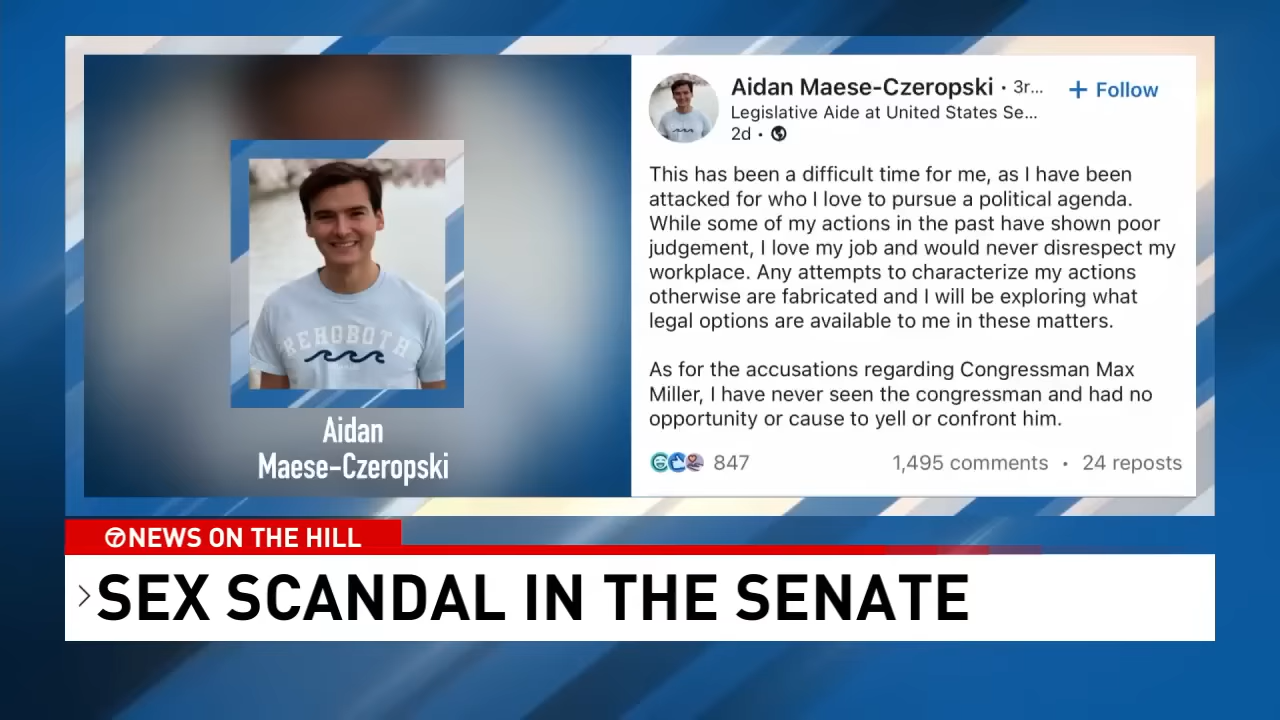 REHOBOTH
Aidan
Maese-Czeropski
Aidan Maese-Czeropski · 3r...
+ Follow
Legislative Aide at United States Se...
2d ·
This has been a difficult time for me, as I have been
attacked for who I love to pursue a political agenda.
While some of my actions in the past have shown poor
judgement, I love my job and would never disrespect my
workplace. Any attempts to characterize my actions
otherwise are fabricated and I will be exploring what
legal options are available to me in these matters.
As for the accusations regarding Congressman Max
Miller, I have never seen the congressman and had no
opportunity or cause to yell or confront him.
847
1,495 comments · 24 reposts
7 NEWS ON THE HILL
>SEX SCANDAL IN THE SENATE